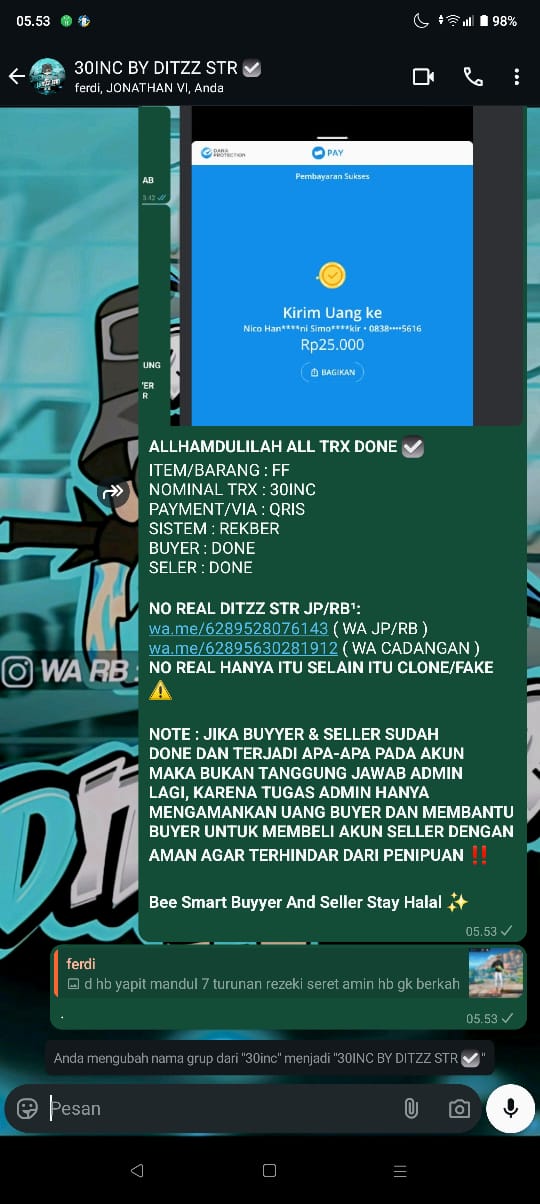 05.53
98%
30INC BY DITZZ STR ☑
ferdi, JONATHAN VI, Anda
DANA PROTECTION
PAY
Pembayaran Sukses
AB
3.42
Kirim Uang ke
Nico Han****ni Simo****kir • 0838••••5616
Rp25.000
BAGIKAN
UNG
'ER
R
ALLHAMDULILAH ALL TRX DONE ☑
ITEM/BARANG : FF
NOMINAL TRX : 30INC
PAYMENT/VIA : QRIS
SISTEM : REKBER
BUYER : DONE
SELER : DONE
NO REAL DITZZ STR JP/RB¹:
wa.me/6289528076143 ( WA JP/RB )
wa.me/62895630281912 ( WA CADANGAN )
NO REAL HANYA ITU SELAIN ITU CLONE/FAKE
⚠️
NOTE : JIKA BUYYER & SELLER SUDAH
DONE DAN TERJADI APA-APA PADA AKUN
MAKA BUKAN TANGGUNG JAWAB ADMIN
LAGI, KARENA TUGAS ADMIN HANYA
MENGAMANKAN UANG BUYER DAN MEMBANTU
BUYER UNTUK MEMBELI AKUN SELLER DENGAN
AMAN AGAR TERHINDAR DARI PENIPUAN ‼️
Bee Smart Buyyer And Seller Stay Halal ✨
05.53
WA RB :
ferdi
d hb yapit mandul 7 turunan rezeki seret amin hb gk berkah
.
05.53
Anda mengubah nama grup dari "30inc" menjadi "30INC BY DITZZ STR ☑"
Pesan